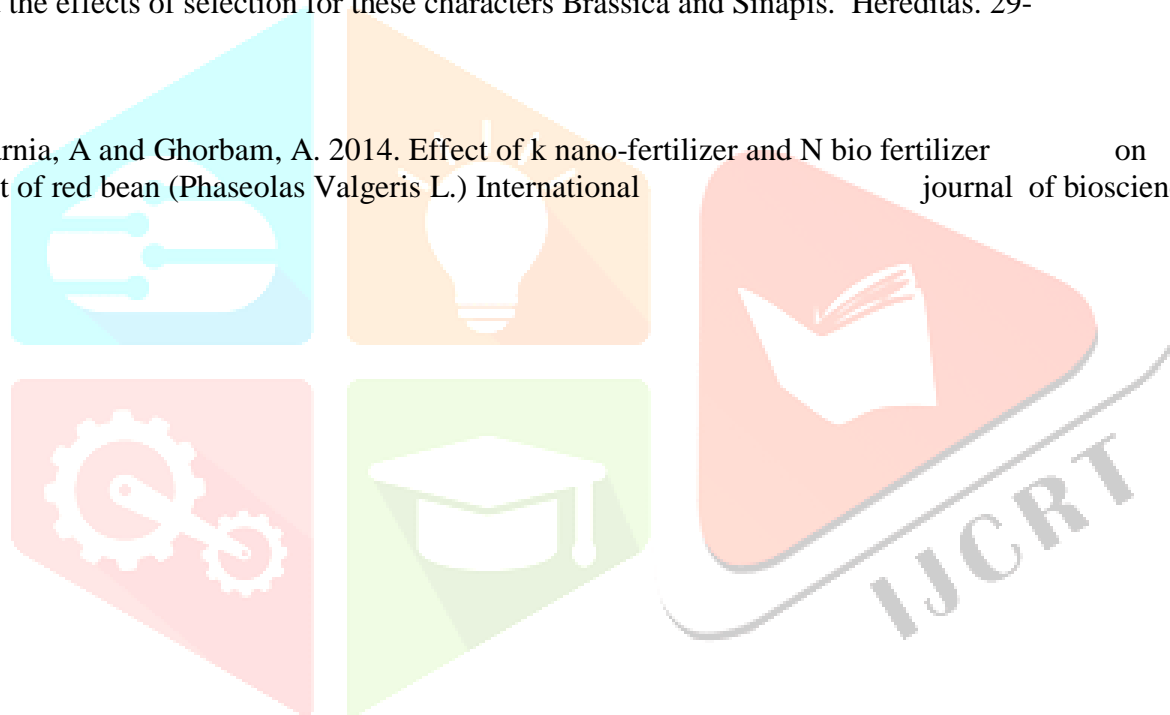 the effects of selection for these characters Brassica and Sinapis. Hereditas. 29-
arnia, A and Ghorbam, A. 2014. Effect of k nano-fertilizer and N bio fertilizer on
t of red bean (Phaseolas Valgeris L.) International journal of bioscien
IJCRT